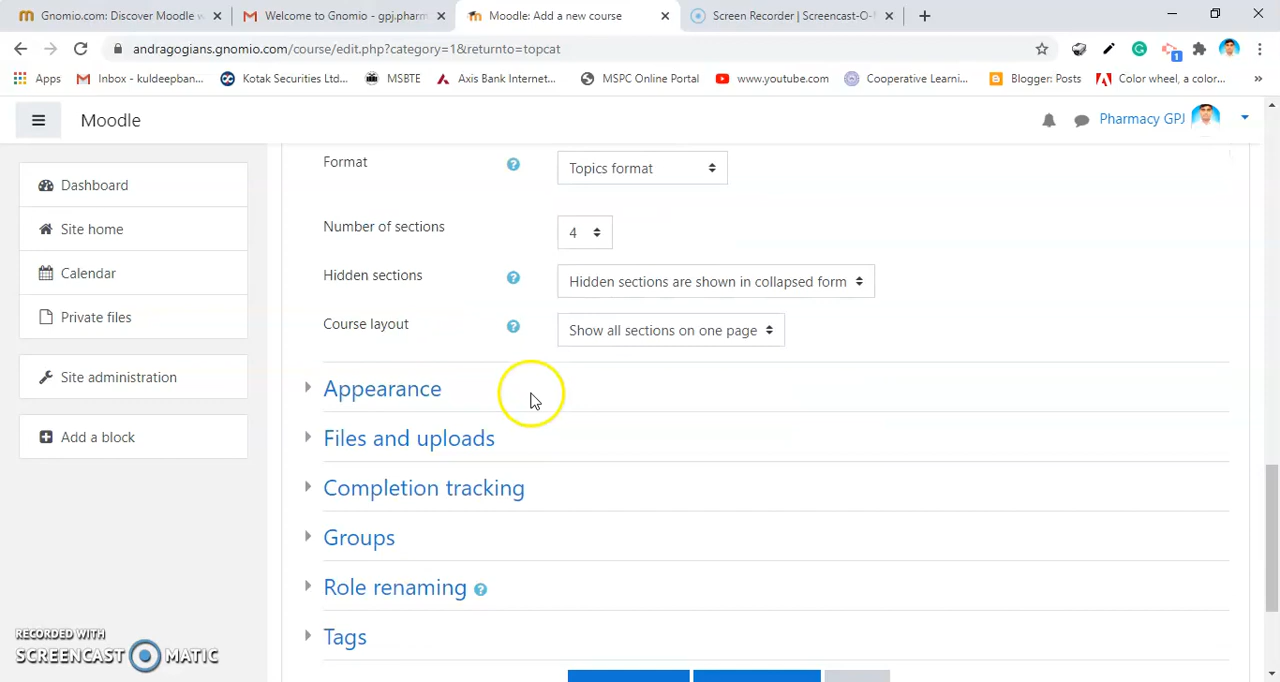 Gnomio.com: Discover Moodle w
Welcome to Gnomio - gpj.pharm
Moodle: Add a new course
Screen Recorder | Screencast-O-
andragogians.gnomio.com/course/edit.php?category=1&returnto=topcat
1
Apps
Inbox - kuldeepban...
Kotak Securities Ltd...
MSBTE
Axis Bank Internet...
MSPC Online Portal
www.youtube.com
Cooperative Learni...
Blogger: Posts
Color wheel, a color...
Moodle
Pharmacy GPJ
Dashboard
Site home
Calendar
Private files
Site administration
Add a block
Format
Topics format
Number of sections
4
Hidden sections
Hidden sections are shown in collapsed form
Course layout
Show all sections on one page
Appearance
Files and uploads
Completion tracking
Groups
Role renaming
Tags
RECORDED WITH
SCREENCAST MATIC